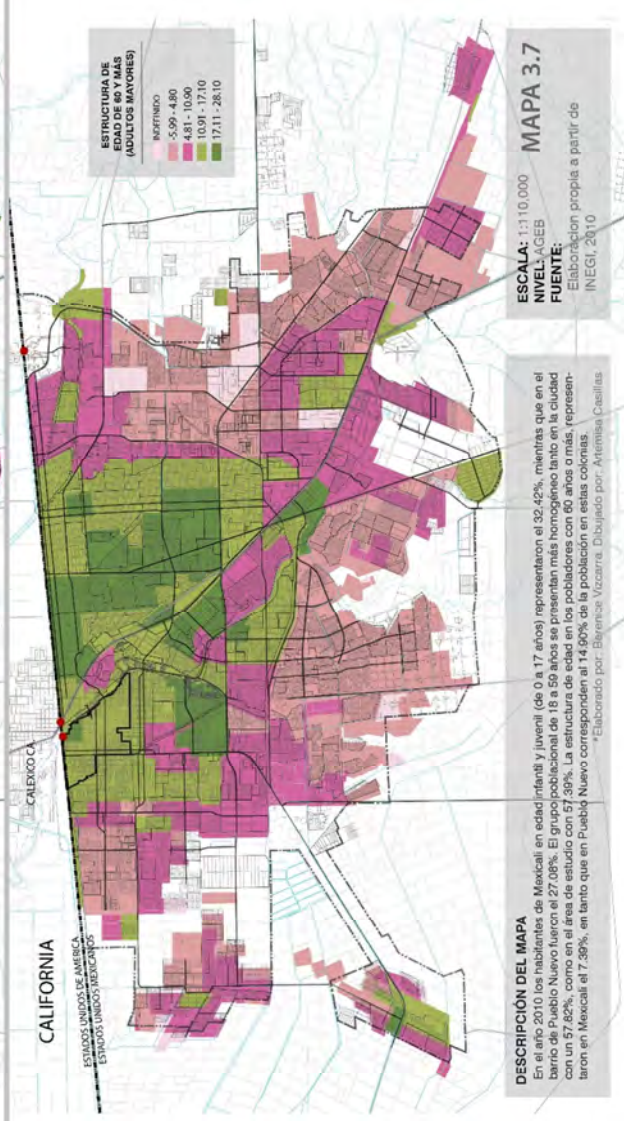 CALIFORNIA
CALEXICO CA.
ESTADOS UNIDOS DE AMERICA
ESTADOS UNIDOS MEXICANOS
ESTRUCTURA DE
EDAD DE 60 Y MÁS
(ADULTOS MAYORES)
INDEFINIDO
-5.99 - 4.80
4.81 - 10.90
10.91 - 17.10
17.11 - 28.10
DESCRIPCIÓN DEL MAPA
En el año 2010 los habitantes de Mexicali en edad infantil y juvenil (de 0 a 17 años) representaron el 32.42%, mientras que en el
barrio de Pueblo Nuevo fueron el 27.08%. El grupo poblacional de 18 a 59 años se presentan más homogéneo tanto en la ciudad
con un 57.82%, como en el área de estudio con 57.39%. La estructura de edad en los pobladores con 60 años o más, represen-
taron en Mexicali el 7.39%, en tanto que en Pueblo Nuevo corresponden al 14.90% de la población en estas colonias.
*Elaborado por: Berenice Vizcarra. Dibujado por: Artemisa Casillas
ESCALA: 1:110,000
NIVEL: AGEB
FUENTE:
Elaboracion propia a partir de
INEGI, 2010
MAPA 3.7